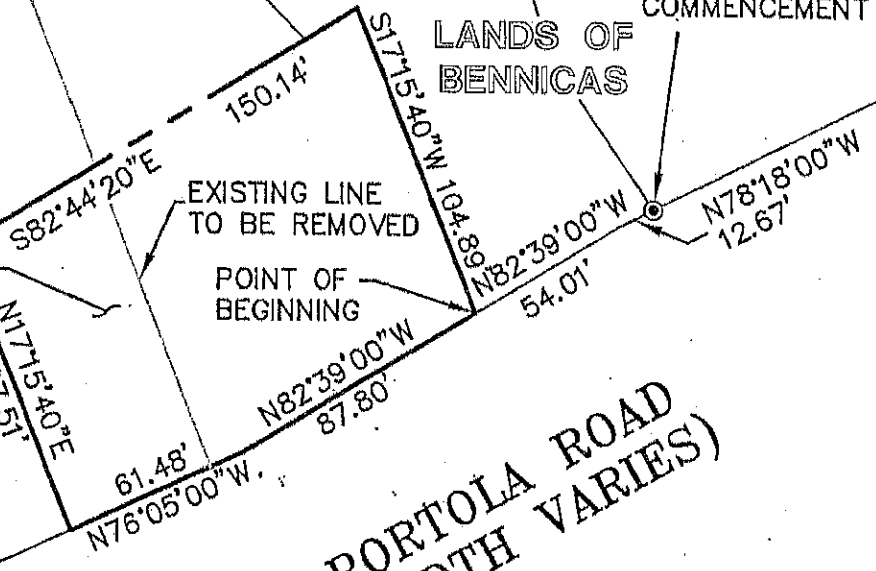 COMMENCEMENT
LANDS OF
BENNICAS
S17°15'40"W 104.89'
150.14'
S82°44'20"E
EXISTING LINE
TO BE REMOVED
POINT OF
BEGINNING
N82°39'00"W
54.01'
N78°18'00"W
12.67'
N17°15'40"E
7.51'
N82°39'00"W
87.80'
61.48'
N76°05'00"W
PORTOLA ROAD
VARIES)